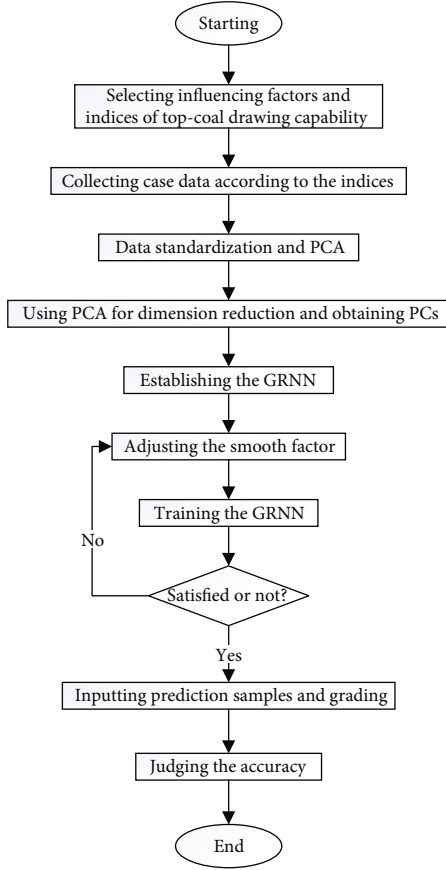 Starting
Selecting influencing factors and
indices of top-coal drawing capability
Collecting case data according to the indices
Data standardization and PCA
Using PCA for dimension reduction and obtaining PCs
Establishing the GRNN
Adjusting the smooth factor
Training the GRNN
No
Satisfied or not?
Yes
Inputting prediction samples and grading
Judging the accuracy
End